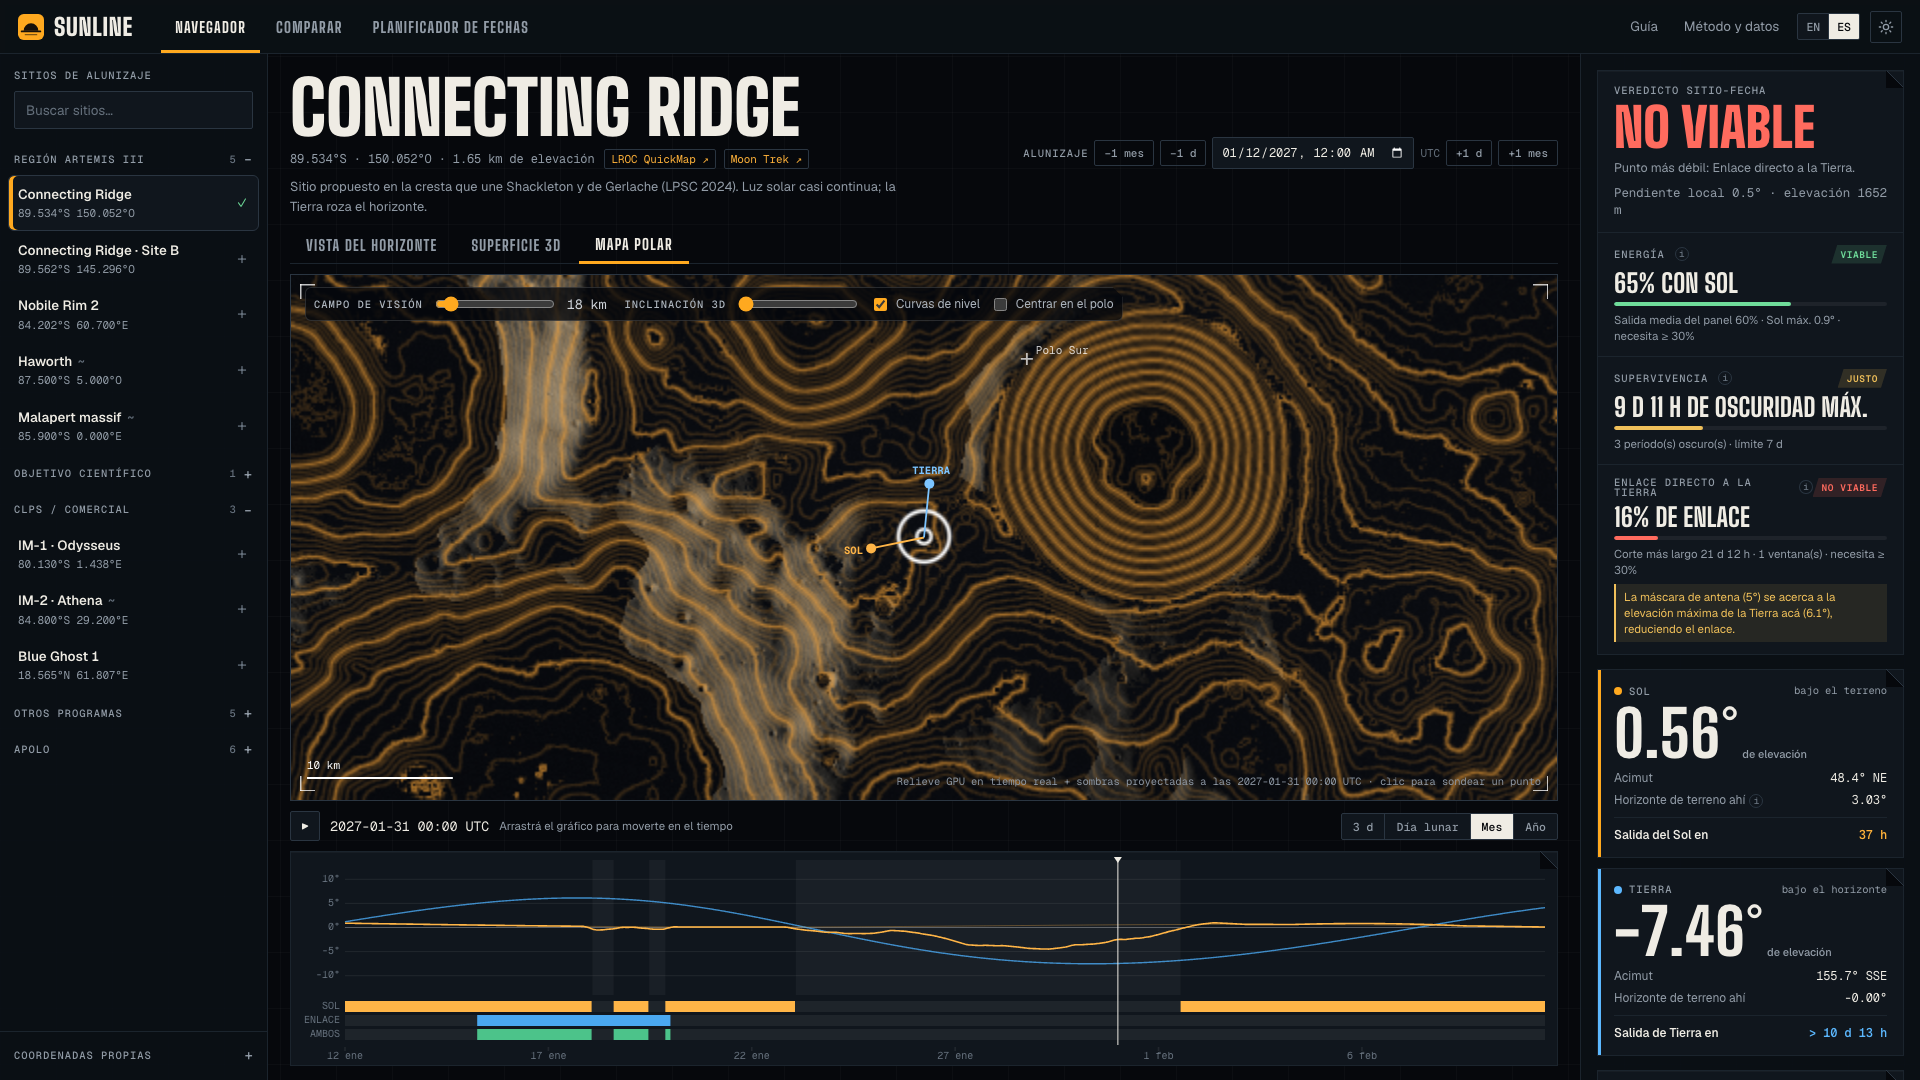 SUNLINE
NAVEGADOR
COMPARAR
PLANIFICADOR DE FECHAS
Guía
Método y datos
EN
ES
SITIOS DE ALUNIZAJE
Buscar sitios…
REGIÓN ARTEMIS III 5 −
Connecting Ridge
89.534°S 150.052°O ✓
Connecting Ridge · Site B
89.562°S 145.296°O +
Nobile Rim 2
84.202°S 60.700°E +
Haworth ~
87.500°S 5.000°O +
Malapert massif ~
85.900°S 0.000°E +
OBJETIVO CIENTÍFICO 1 +
CLPS / COMERCIAL 3 −
IM-1 · Odysseus
80.130°S 1.438°E +
IM-2 · Athena ~
84.800°S 29.200°E +
Blue Ghost 1
18.565°N 61.807°E +
OTROS PROGRAMAS 5 +
APOLO 6 +
COORDENADAS PROPIAS +
CONNECTING RIDGE
89.534°S · 150.052°O · 1.65 km de elevación
LROC QuickMap ↗
Moon Trek ↗
Sitio propuesto en la cresta que une Shackleton y de Gerlache (LPSC 2024). Luz solar casi continua; la
Tierra roza el horizonte.
ALUNIZAJE
−1 mes
−1 d
01/12/2027, 12:00 AM
UTC
+1 d
+1 mes
VISTA DEL HORIZONTE
SUPERFICIE 3D
MAPA POLAR
CAMPO DE VISIÓN 18 km
INCLINACIÓN 3D
Curvas de nivel
Centrar en el polo
Polo Sur
TIERRA
SOL
10 km
Relieve GPU en tiempo real + sombras proyectadas a las 2027-01-31 00:00 UTC · clic para sondear un punto
2027-01-31 00:00 UTC
Arrastrá el gráfico para moverte en el tiempo
3 d
Día lunar
Mes
Año
10°
5°
0°
-5°
-10°
SOL
ENLACE
AMBOS
12 ene
17 ene
22 ene
27 ene
1 feb
6 feb
VEREDICTO SITIO-FECHA
NO VIABLE
Punto más débil: Enlace directo a la Tierra.
Pendiente local 0.5° · elevación 1652
m
ENERGÍA i VIABLE
65% CON SOL
Salida media del panel 60% · Sol máx. 0.9° ·
necesita ≥ 30%
SUPERVIVENCIA i JUSTO
9 D 11 H DE OSCURIDAD MÁX.
3 período(s) oscuro(s) · límite 7 d
ENLACE DIRECTO A LA
TIERRA i NO VIABLE
16% DE ENLACE
Corte más largo 21 d 12 h · 1 ventana(s) · necesita ≥
30%
La máscara de antena (5°) se acerca a la
elevación máxima de la Tierra acá (6.1°),
reduciendo el enlace.
SOL bajo el terreno
0.56° de elevación
Acimut 48.4° NE
Horizonte de terreno ahí i 3.03°
Salida del Sol en 37 h
TIERRA bajo el horizonte
−7.46° de elevación
Acimut 155.7° SSE
Horizonte de terreno ahí -0.00°
Salida de Tierra en > 10 d 13 h